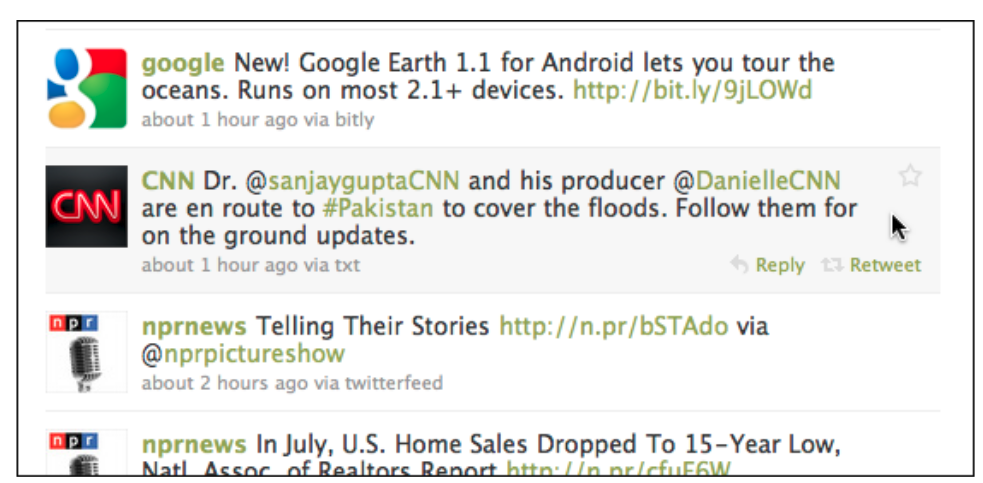 google New! Google Earth 1.1 for Android lets you tour the
oceans. Runs on most 2.1+ devices. http://bit.ly/9jLOWd
about 1 hour ago via bitly
CNN
CNN Dr. @sanjayguptaCNN and his producer @DanielleCNN
are en route to #Pakistan to cover the floods. Follow them for
on the ground updates.
about 1 hour ago via txt
Reply Retweet
npr
nprnews Telling Their Stories http://n.pr/bSTAdo via
@nprpictureshow
about 2 hours ago via twitterfeed
npr
nprnews In July, U.S. Home Sales Dropped To 15-Year Low,
Natl. Assoc. of Realtors Report http://n.pr/cfuE6W